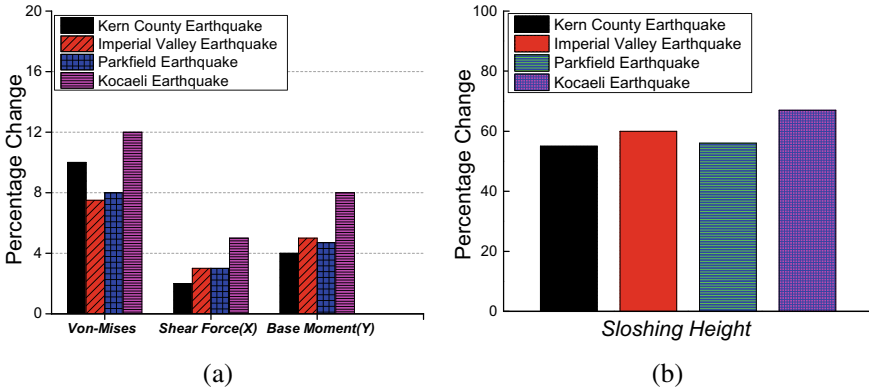 20
16
12
8
4
0
Percentage Change
Kern County Earthquake
Imperial Valley Earthquake
Parkfield Earthquake
Kocaeli Earthquake
Von-Mises Shear Force(X) Base Moment(Y)
(a)
100
80
60
40
20
0
Percentage Change
Kern County Earthquake
Imperial Valley Earthquake
Parkfield Earthquake
Kocaeli Earthquake
Sloshing Height
(b)